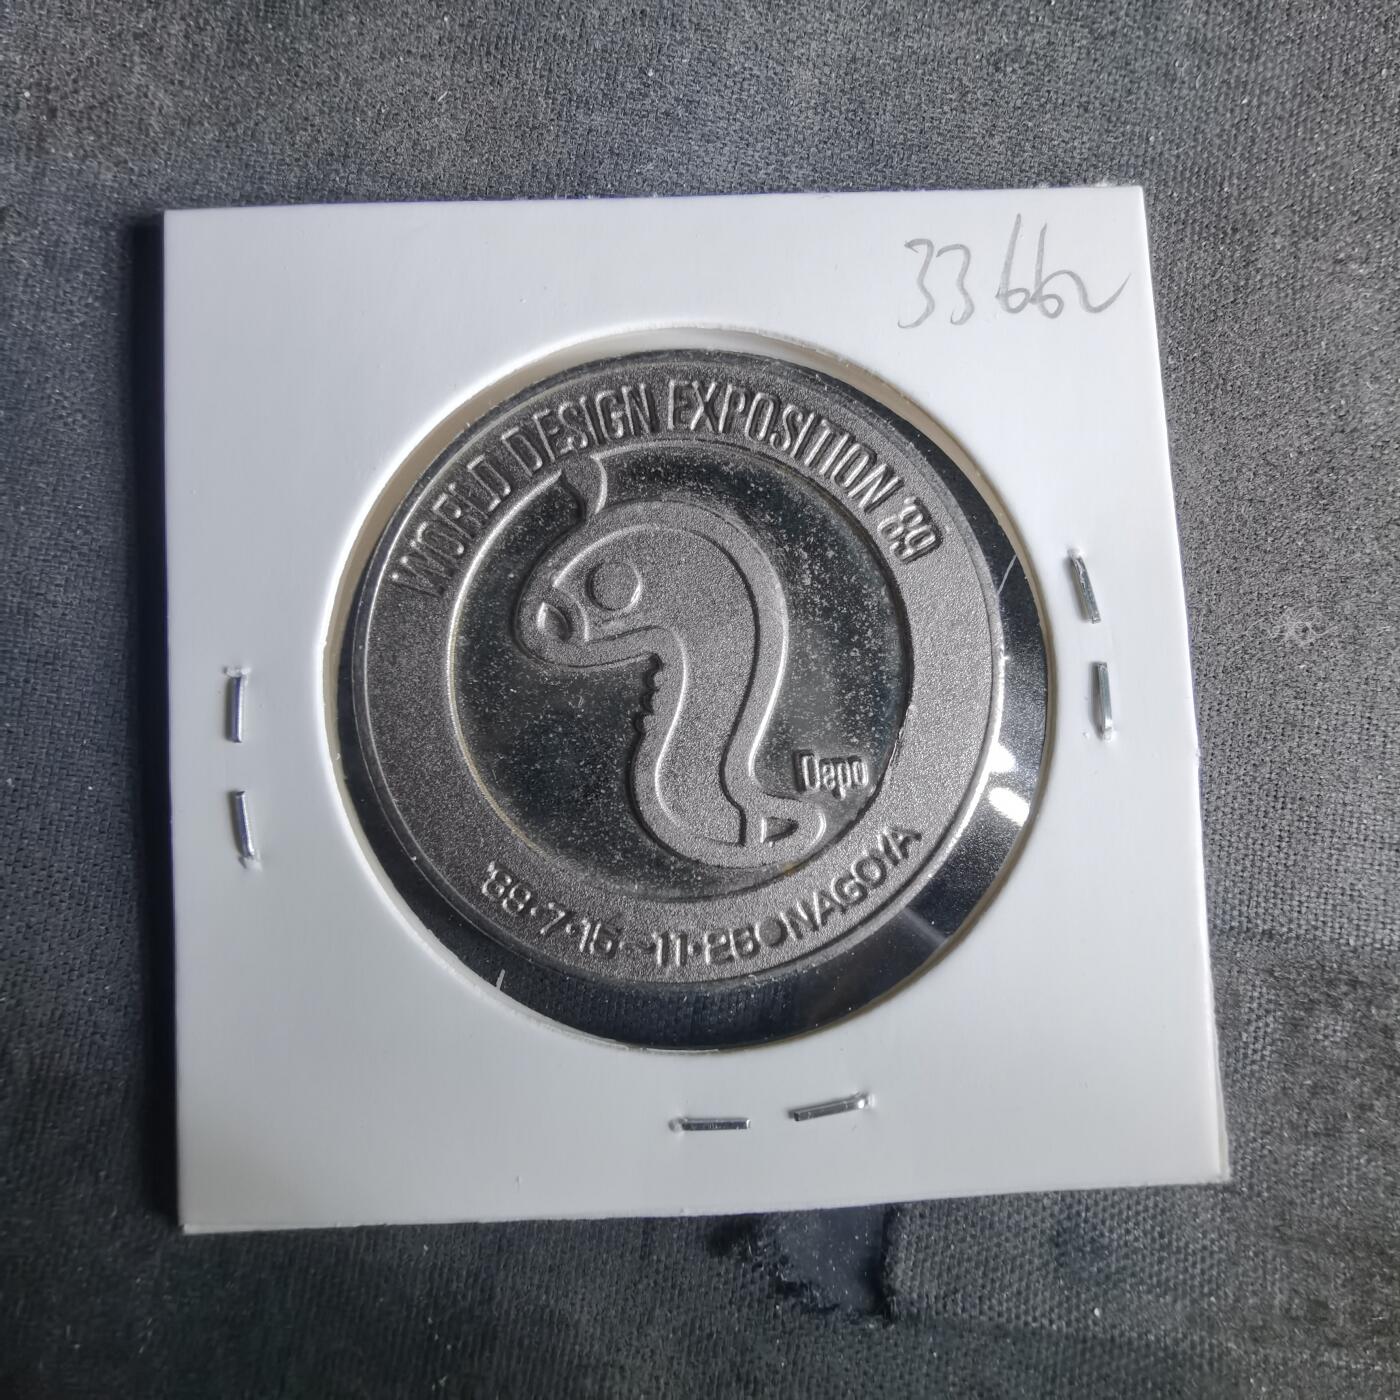 3366
WORLD DESIGN EXPOSITION '89
Depo
'89·7·15~11·26●NAGOYA